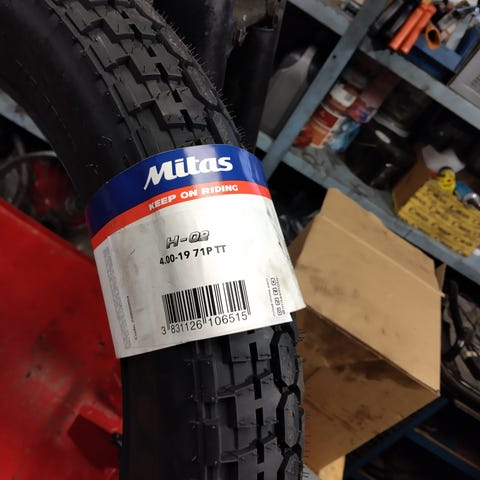 Mitas
KEEP ON RIDING
H-02
4.00-19 71P TT
3 831126 106515